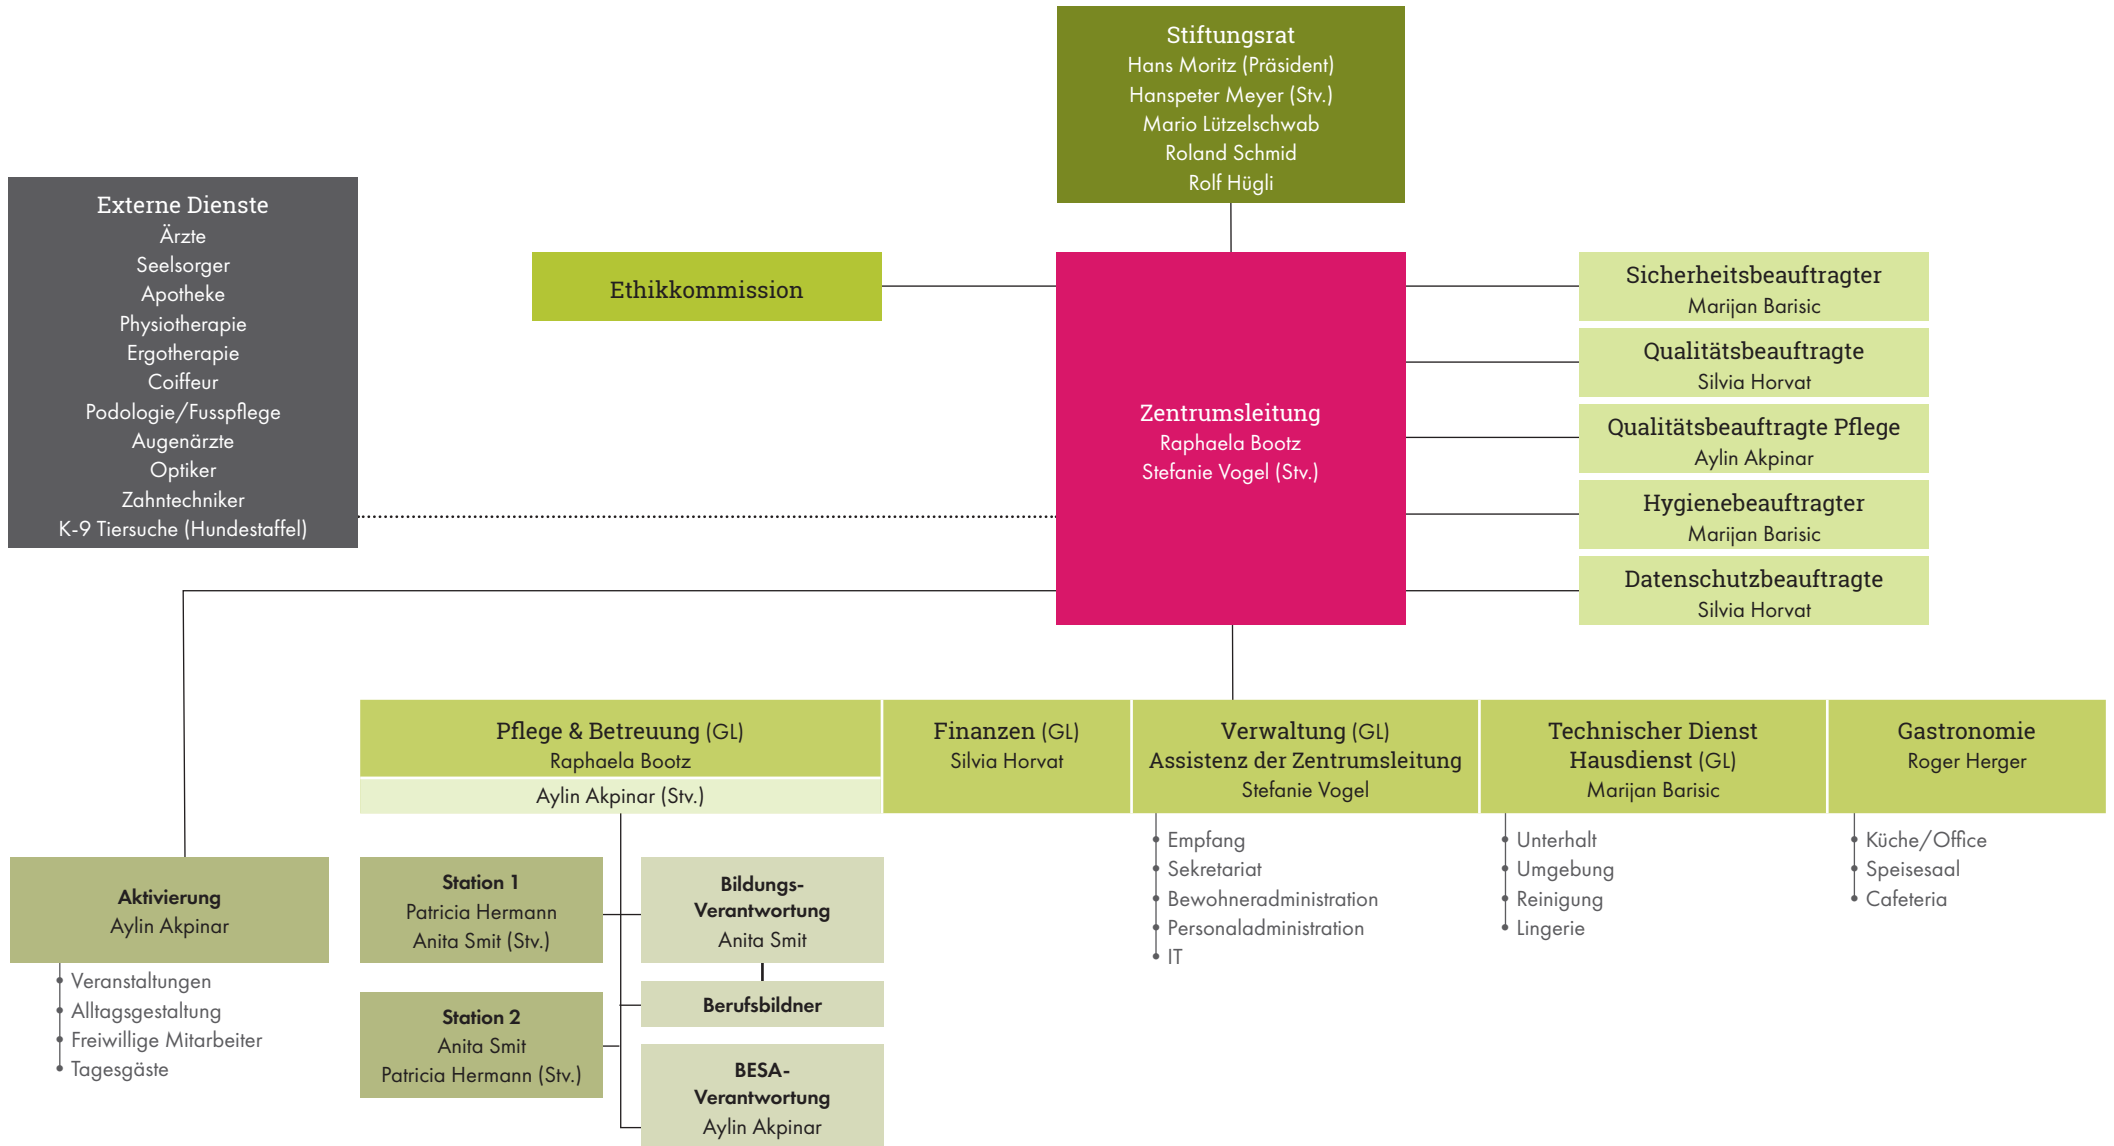 Stiftungsrat
Hans Moritz (Präsident)
Hanspeter Meyer (Stv.)
Mario Lützelschwab
Roland Schmid
Rolf Hügli
Externe Dienste
Ärzte
Seelsorger
Apotheke
Physiotherapie
Ergotherapie
Coiffeur
Podologie/Fusspflege
Augenärzte
Optiker
Zahntechniker
K-9 Tiersuche (Hundestaffel)
Ethikkommission
Zentrumsleitung
Raphaela Bootz
Stefanie Vogel (Stv.)
Sicherheitsbeauftragter
Marijan Barisic
Qualitätsbeauftragte
Silvia Horvat
Qualitätsbeauftragte Pflege
Aylin Akpinar
Hygienebeauftragter
Marijan Barisic
Datenschutzbeauftragte
Silvia Horvat
Pflege & Betreuung (GL)
Raphaela Bootz
Aylin Akpinar (Stv.)
Finanzen (GL)
Silvia Horvat
Verwaltung (GL)
Assistenz der Zentrumsleitung
Stefanie Vogel
Technischer Dienst
Hausdienst (GL)
Marijan Barisic
Gastronomie
Roger Herger
• Empfang
• Sekretariat
• Bewohneradministration
• Personaladministration
• IT
• Unterhalt
• Umgebung
• Reinigung
• Lingerie
• Küche/Office
• Speisesaal
• Cafeteria
Aktivierung
Aylin Akpinar
• Veranstaltungen
• Alltagsgestaltung
• Freiwillige Mitarbeiter
• Tagesgäste
Station 1
Patricia Hermann
Anita Smit (Stv.)
Station 2
Anita Smit
Patricia Hermann (Stv.)
Bildungs-
Verantwortung
Anita Smit
Berufsbildner
BESA-
Verantwortung
Aylin Akpinar